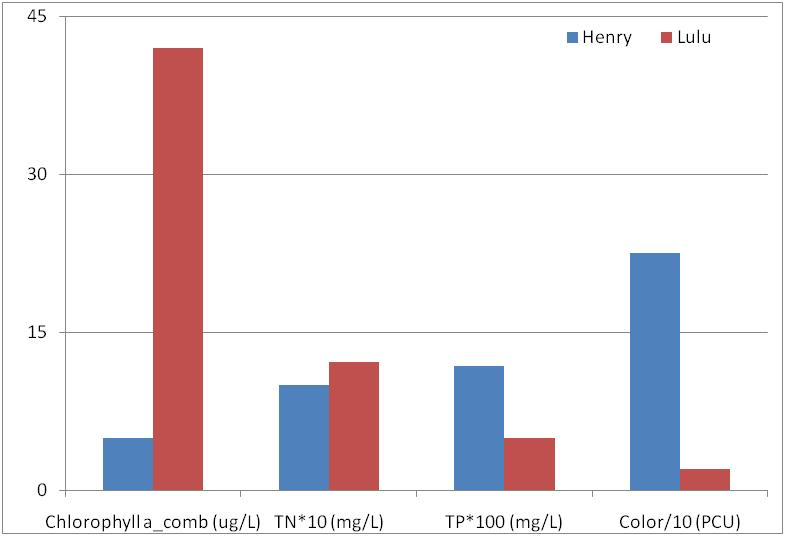 45
Henry Lulu
30
15
0
Chlorophyll a_comb (ug/L) TN*10 (mg/L) TP*100 (mg/L) Color/10 (PCU)